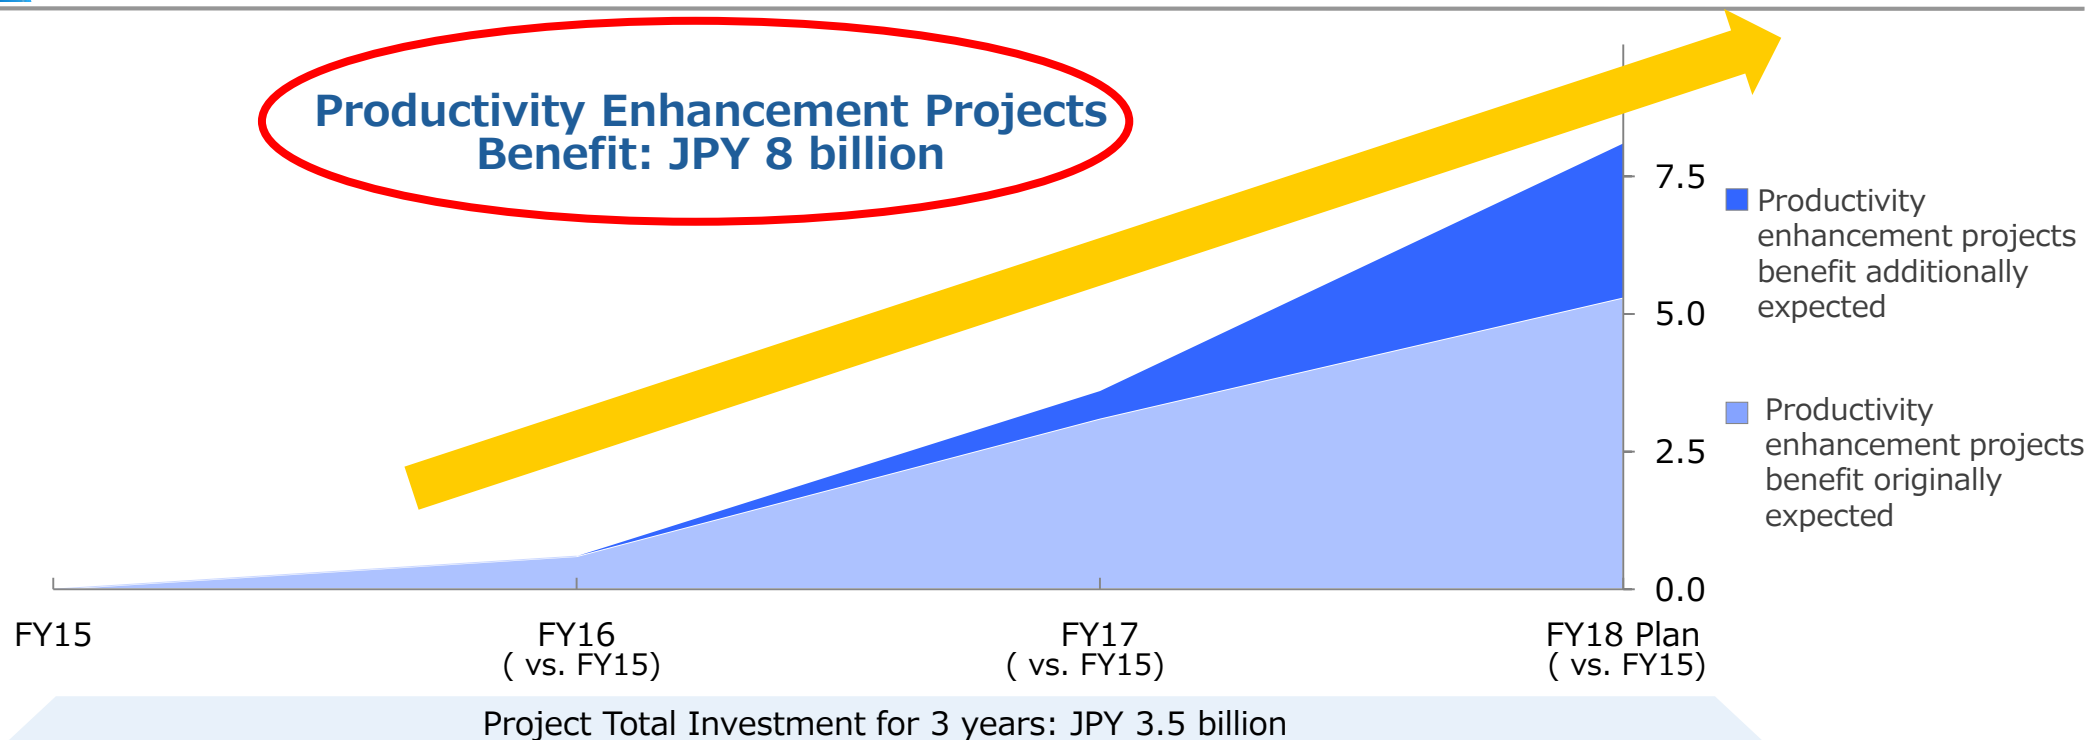 Productivity Enhancement Projects
Benefit: JPY 8 billion
7.5
5.0
2.5
0.0
Productivity
enhancement projects
benefit additionally
expected
Productivity
enhancement projects
benefit originally
expected
FY15
FY16
( vs. FY15)
FY17
( vs. FY15)
FY18 Plan
( vs. FY15)
Project Total Investment for 3 years: JPY 3.5 billion